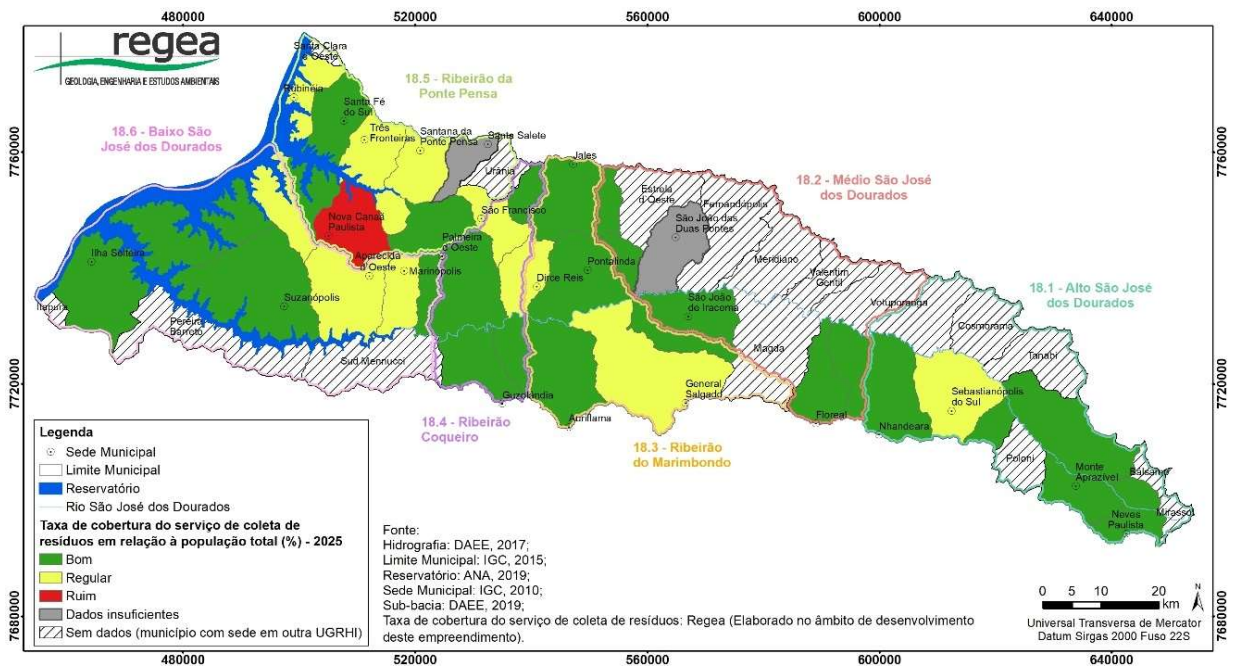 480000
520000
560000
600000
640000
regea
GEOLOGIA, ENGENHARIA E ESTUDOS AMBIENTAIS
7760000
7720000
7680000
7760000
7720000
7680000
18.6 - Baixo São
José dos Dourados
18.5 - Ribeirão da
Ponte Pensa
18.2 - Médio São José
dos Dourados
18.1 - Alto São José
dos Dourados
18.4 - Ribeirão
Coqueiro
18.3 - Ribeirão
do Marimbondo
Santa Clara
d'Oeste
Rubinéia
Santa Fé
do Sul
Três
Fronteiras
Santana da
Ponte Pensa
Santa Salete
Urânia
Jales
Nova Canaã
Paulista
São Francisco
Palmeira
d'Oeste
Aparecida
d'Oeste
Marinópolis
Dirce Reis
Pontalinda
Estrela
d'Oeste
Fernandópolis
São João das
Duas Pontes
Meridiano
Valentim
Gentil
Votuporanga
São João
de Iracema
Cosmorama
Tanabi
Ilha Solteira
Suzanápolis
Itapura
Pereira
Barreto
Sud Mennucci
Magda
General
Salgado
Guzolândia
Auriflama
Floreal
Nhandeara
Sebastianópolis
do Sul
Poloni
Monte
Aprazível
Bálsamo
Neves
Paulista
Mirassol
Legenda
Sede Municipal
Limite Municipal
Reservatório
Rio São José dos Dourados
Taxa de cobertura do serviço de coleta de
resíduos em relação à população total (%) - 2025
Bom
Regular
Ruim
Dados insuficientes
Sem dados (município com sede em outra UGRHI)
Fonte:
Hidrografia: DAEE, 2017;
Limite Municipal: IGC, 2015;
Reservatório: ANA, 2019;
Sede Municipal: IGC, 2010;
Sub-bacia: DAEE, 2019;
Taxa de cobertura do serviço de coleta de resíduos: Regea (Elaborado no âmbito de desenvolvimento
deste empreendimento).
0 5 10 20
km
N
Universal Transversa de Mercator
Datum Sirgas 2000 Fuso 22S
480000
520000
560000
600000
640000